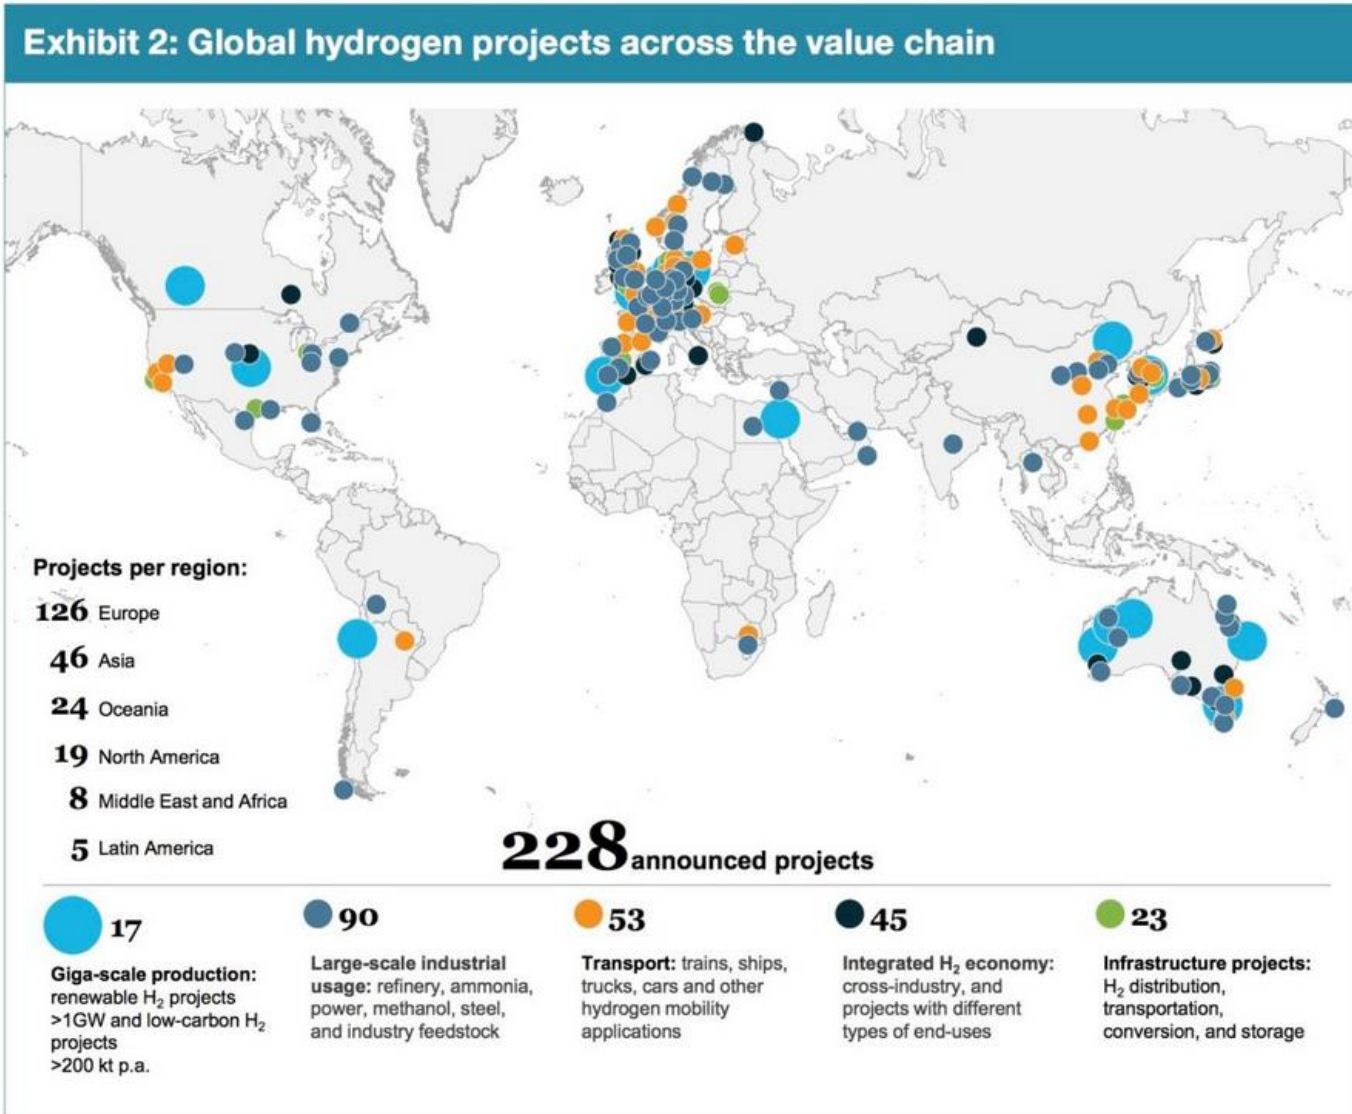 Exhibit 2: Global hydrogen projects across the value chain
Projects per region:
126 Europe
46 Asia
24 Oceania
19 North America
8 Middle East and Africa
5 Latin America
228 announced projects
17
Giga-scale production:
renewable H₂ projects
>1GW and low-carbon H₂
projects
>200 kt p.a.
90
Large-scale industrial
usage: refinery, ammonia,
power, methanol, steel,
and industry feedstock
53
Transport: trains, ships,
trucks, cars and other
hydrogen mobility
applications
45
Integrated H₂ economy:
cross-industry, and
projects with different
types of end-uses
23
Infrastructure projects:
H₂ distribution,
transportation,
conversion, and storage